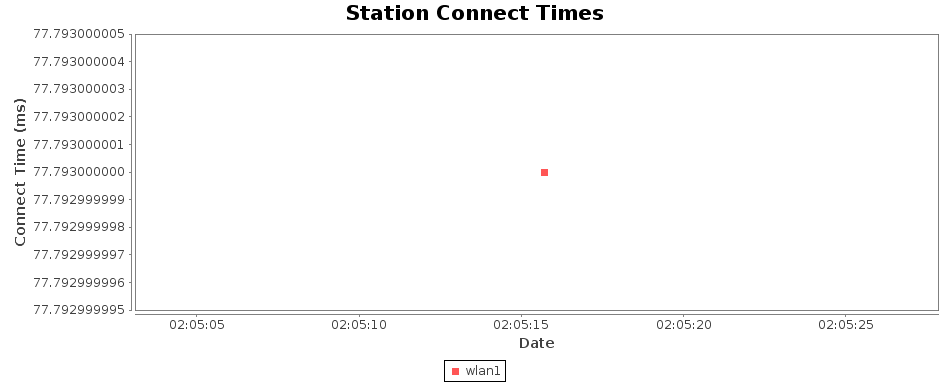 Station Connect Times
77.793000005
77.793000004
77.793000003
77.793000002
77.793000001
77.793000000
77.792999999
77.792999998
77.792999997
77.792999996
77.792999995
Connect Time (ms)
02:05:05 02:05:10 02:05:15 02:05:20 02:05:25
Date
wlan1